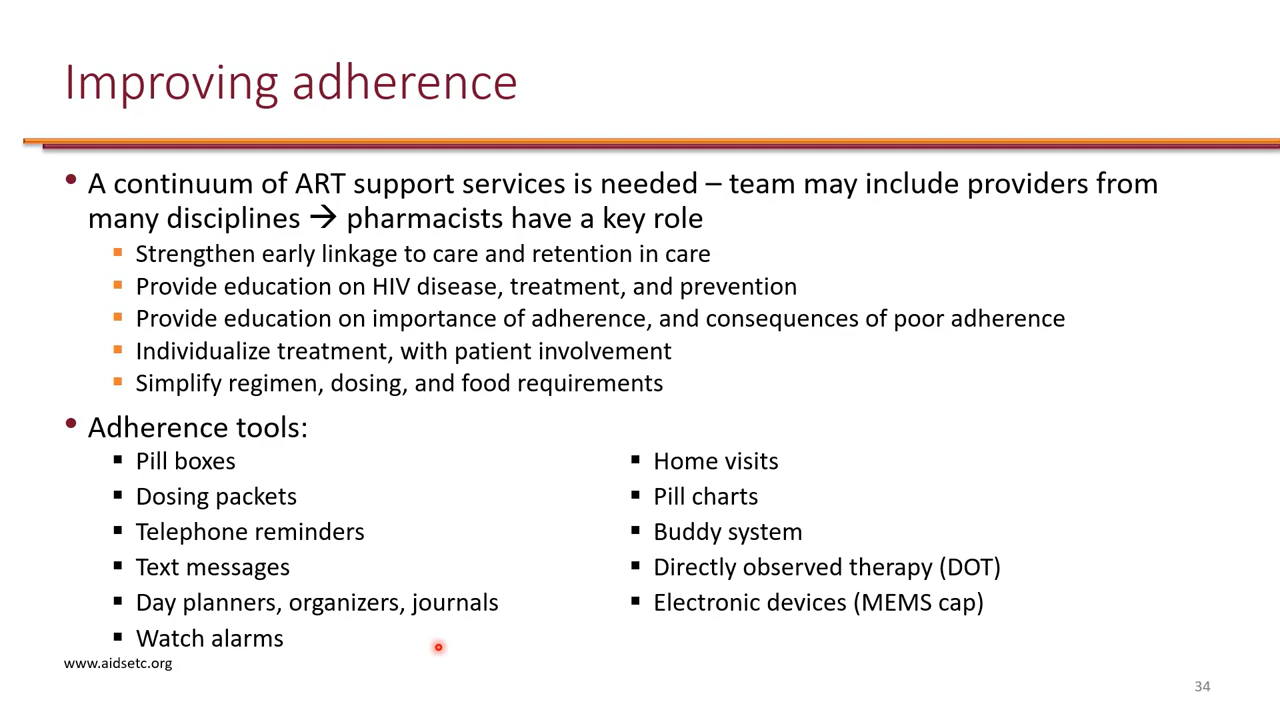 Improving adherence
• A continuum of ART support services is needed – team may include providers from
many disciplines → pharmacists have a key role
▪ Strengthen early linkage to care and retention in care
▪ Provide education on HIV disease, treatment, and prevention
▪ Provide education on importance of adherence, and consequences of poor adherence
▪ Individualize treatment, with patient involvement
▪ Simplify regimen, dosing, and food requirements
• Adherence tools:
▪ Pill boxes
▪ Dosing packets
▪ Telephone reminders
▪ Text messages
▪ Day planners, organizers, journals
▪ Watch alarms
▪ Home visits
▪ Pill charts
▪ Buddy system
▪ Directly observed therapy (DOT)
▪ Electronic devices (MEMS cap)
www.aidsetc.org
34